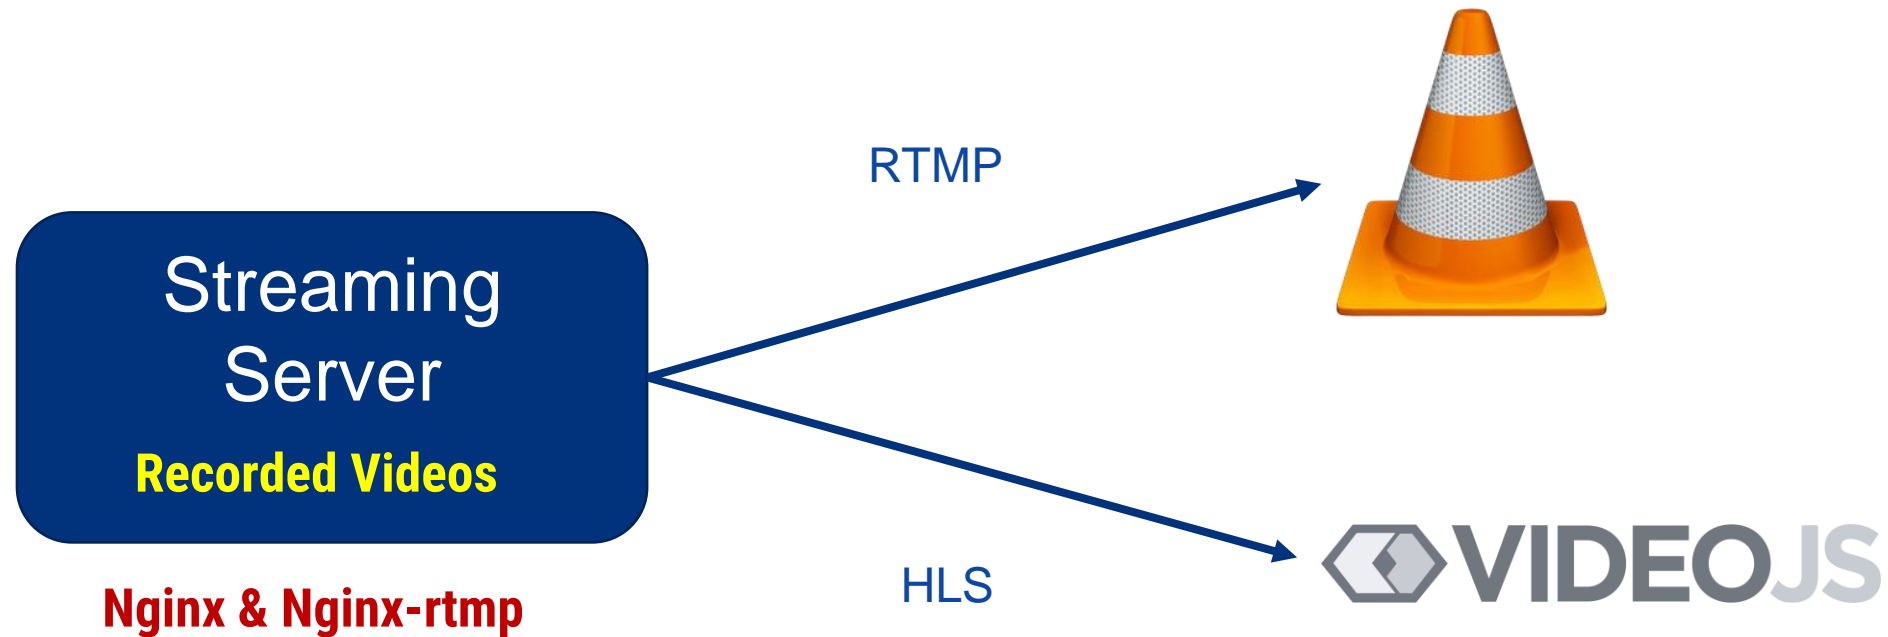 RTMP
Streaming
Server
Recorded Videos
HLS
VIDEOJS
Nginx & Nginx-rtmp